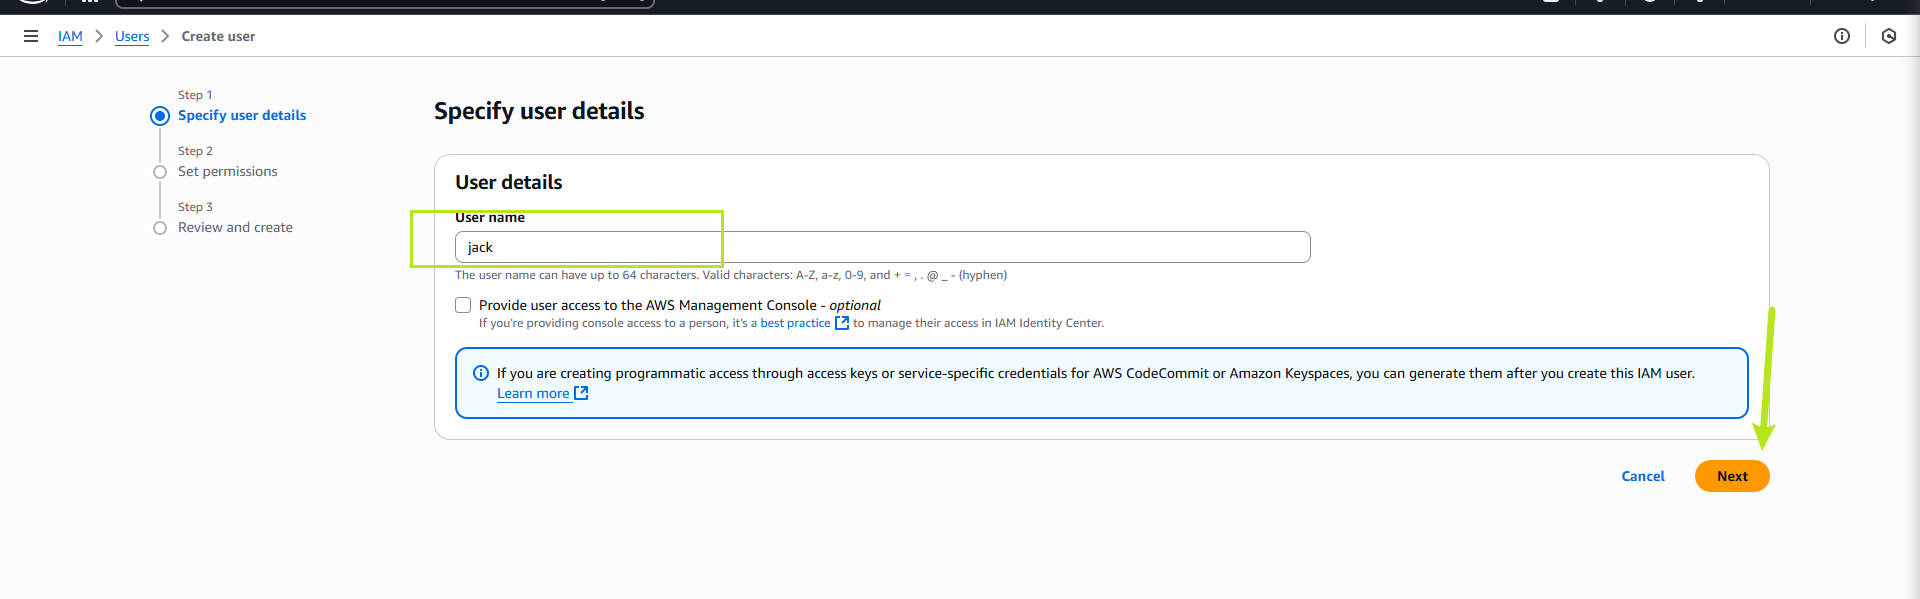 IAM > Users > Create user
Step 1
Specify user details
Step 2
Set permissions
Step 3
Review and create
Specify user details
User details
User name
jack
The user name can have up to 64 characters. Valid characters: A-Z, a-z, 0-9, and + = , . @ _ - (hyphen)
Provide user access to the AWS Management Console - optional
If you're providing console access to a person, it's a best practice to manage their access in IAM Identity Center.
If you are creating programmatic access through access keys or service-specific credentials for AWS CodeCommit or Amazon Keyspaces, you can generate them after you create this IAM user.
Learn more
Cancel
Next